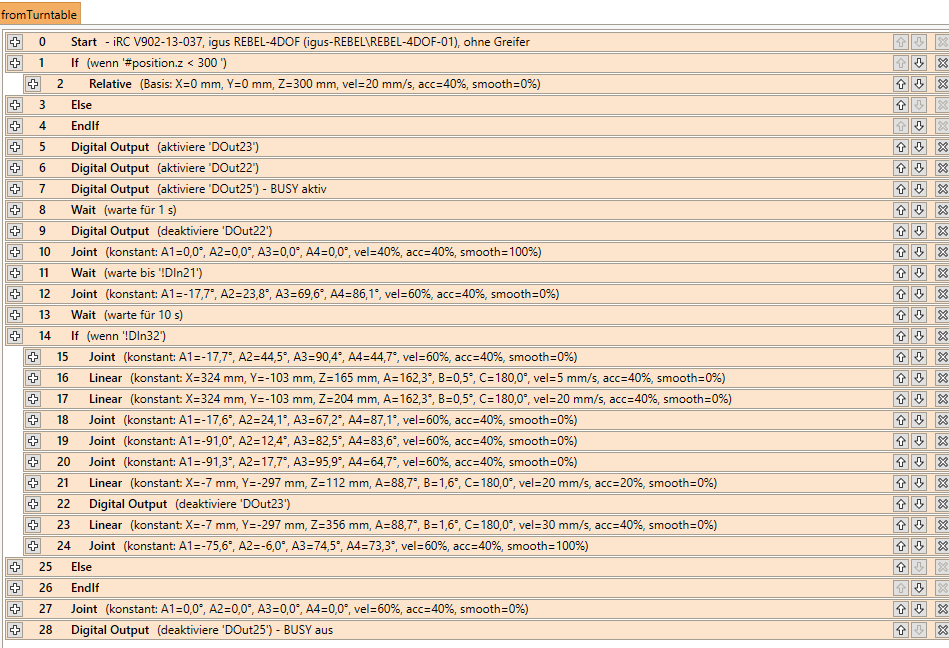 fromTurntable
0 Start - iRC V902-13-037, igus REBEL-4DOF (igus-REBEL\REBEL-4DOF-01), ohne Greifer
1 If (wenn '#position.z < 300 ')
2 Relative (Basis: X=0 mm, Y=0 mm, Z=300 mm, vel=20 mm/s, acc=40%, smooth=0%)
3 Else
4 EndIf
5 Digital Output (aktiviere 'DOut23')
6 Digital Output (aktiviere 'DOut22')
7 Digital Output (aktiviere 'DOut25') - BUSY aktiv
8 Wait (warte für 1 s)
9 Digital Output (deaktiviere 'DOut22')
10 Joint (konstant: A1=0,0°, A2=0,0°, A3=0,0°, A4=0,0°, vel=40%, acc=40%, smooth=100%)
11 Wait (warte bis '!DIn21')
12 Joint (konstant: A1=-17,7°, A2=23,8°, A3=69,6°, A4=86,1°, vel=60%, acc=40%, smooth=0%)
13 Wait (warte für 10 s)
14 If (wenn '!DIn32')
15 Joint (konstant: A1=-17,7°, A2=44,5°, A3=90,4°, A4=44,7°, vel=60%, acc=40%, smooth=0%)
16 Linear (konstant: X=324 mm, Y=-103 mm, Z=165 mm, A=162,3°, B=0,5°, C=180,0°, vel=5 mm/s, acc=40%, smooth=0%)
17 Linear (konstant: X=324 mm, Y=-103 mm, Z=204 mm, A=162,3°, B=0,5°, C=180,0°, vel=20 mm/s, acc=40%, smooth=0%)
18 Joint (konstant: A1=-17,6°, A2=24,1°, A3=67,2°, A4=87,1°, vel=60%, acc=40%, smooth=0%)
19 Joint (konstant: A1=-91,0°, A2=12,4°, A3=82,5°, A4=83,6°, vel=60%, acc=40%, smooth=0%)
20 Joint (konstant: A1=-91,3°, A2=17,7°, A3=95,9°, A4=64,7°, vel=60%, acc=40%, smooth=0%)
21 Linear (konstant: X=-7 mm, Y=-297 mm, Z=112 mm, A=88,7°, B=1,6°, C=180,0°, vel=20 mm/s, acc=20%, smooth=0%)
22 Digital Output (deaktiviere 'DOut23')
23 Linear (konstant: X=-7 mm, Y=-297 mm, Z=356 mm, A=88,7°, B=1,6°, C=180,0°, vel=30 mm/s, acc=40%, smooth=0%)
24 Joint (konstant: A1=-75,6°, A2=-6,0°, A3=74,5°, A4=73,3°, vel=60%, acc=40%, smooth=100%)
25 Else
26 EndIf
27 Joint (konstant: A1=0,0°, A2=0,0°, A3=0,0°, A4=0,0°, vel=60%, acc=40%, smooth=0%)
28 Digital Output (deaktiviere 'DOut25') - BUSY aus